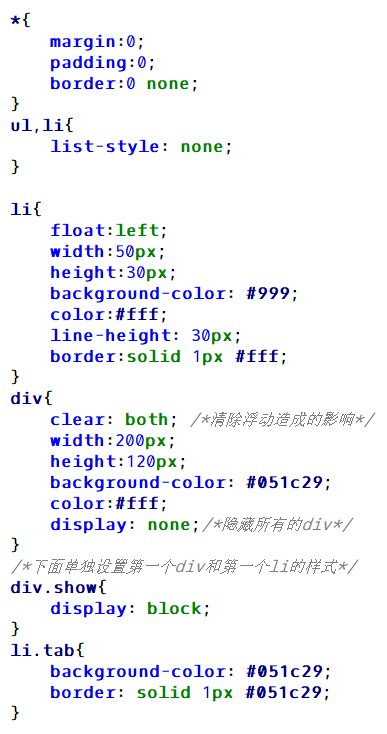 *{
    margin:0;
    padding:0;
    border:0 none;
}
ul,li{
    list-style: none;
}

li{
    float:left;
    width:50px;
    height:30px;
    background-color: #999;
    color:#fff;
    line-height: 30px;
    border:solid 1px #fff;
}
div{
    clear: both; /*清除浮动造成的影响*/
    width:200px;
    height:120px;
    background-color: #051c29;
    color:#fff;
    display: none;/*隐藏所有的div*/
}
/*下面单独设置第一个div和第一个li的样式*/
div.show{
    display: block;
}
li.tab{
    background-color: #051c29;
    border: solid 1px #051c29;
}